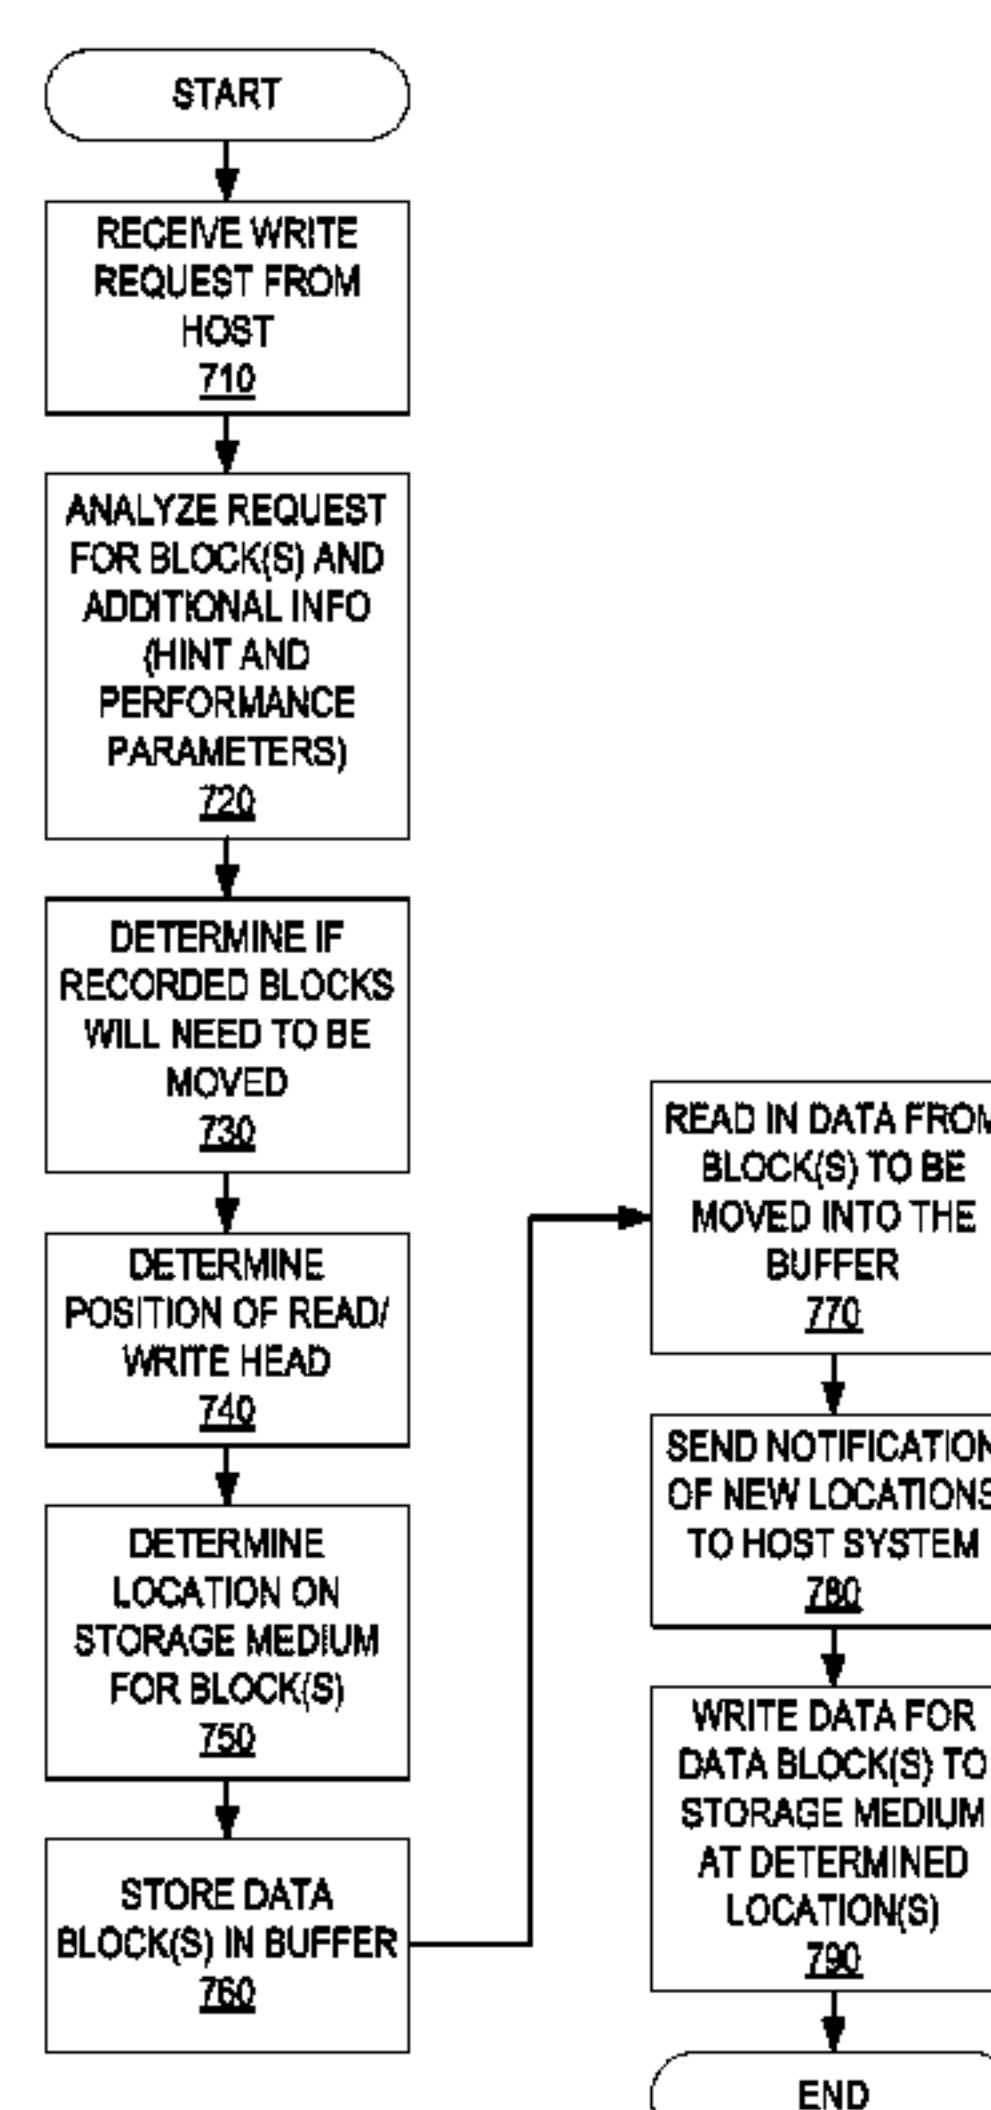 START
RECEIVE WRITE
REQUEST FROM
HOST
710
ANALYZE REQUEST
FOR BLOCK(S) AND
ADDITIONAL INFO
(HINT AND
PERFORMANCE
PARAMETERS)
720
DETERMINE IF
RECORDED BLOCKS
WILL NEED TO BE
MOVED
730
DETERMINE
POSITION OF READ/
WRITE HEAD
740
DETERMINE
LOCATION ON
STORAGE MEDIUM
FOR BLOCK(S)
750
STORE DATA
BLOCK(S) IN BUFFER
760
READ IN DATA FROM
BLOCK(S) TO BE
MOVED INTO THE
BUFFER
770
SEND NOTIFICATION
OF NEW LOCATIONS
TO HOST SYSTEM
780
WRITE DATA FOR
DATA BLOCK(S) TO
STORAGE MEDIUM
AT DETERMINED
LOCATION(S)
790
END